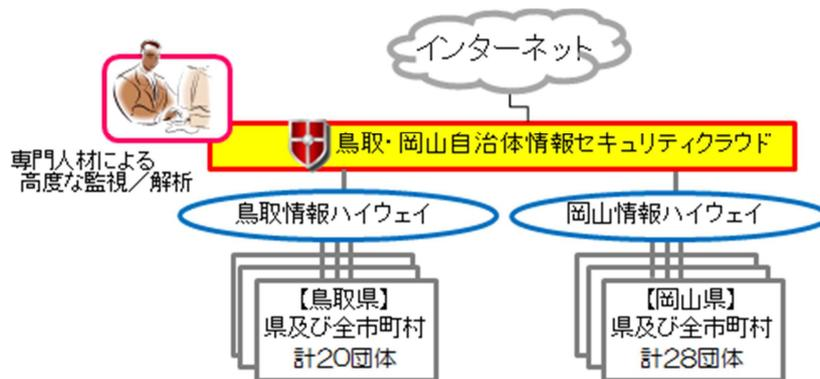 インターネット
鳥取・岡山自治体情報セキュリティクラウド
専門人材による
高度な監視／解析
鳥取情報ハイウェイ
岡山情報ハイウェイ
【鳥取県】
県及び全市町村
計20団体
【岡山県】
県及び全市町村
計28団体